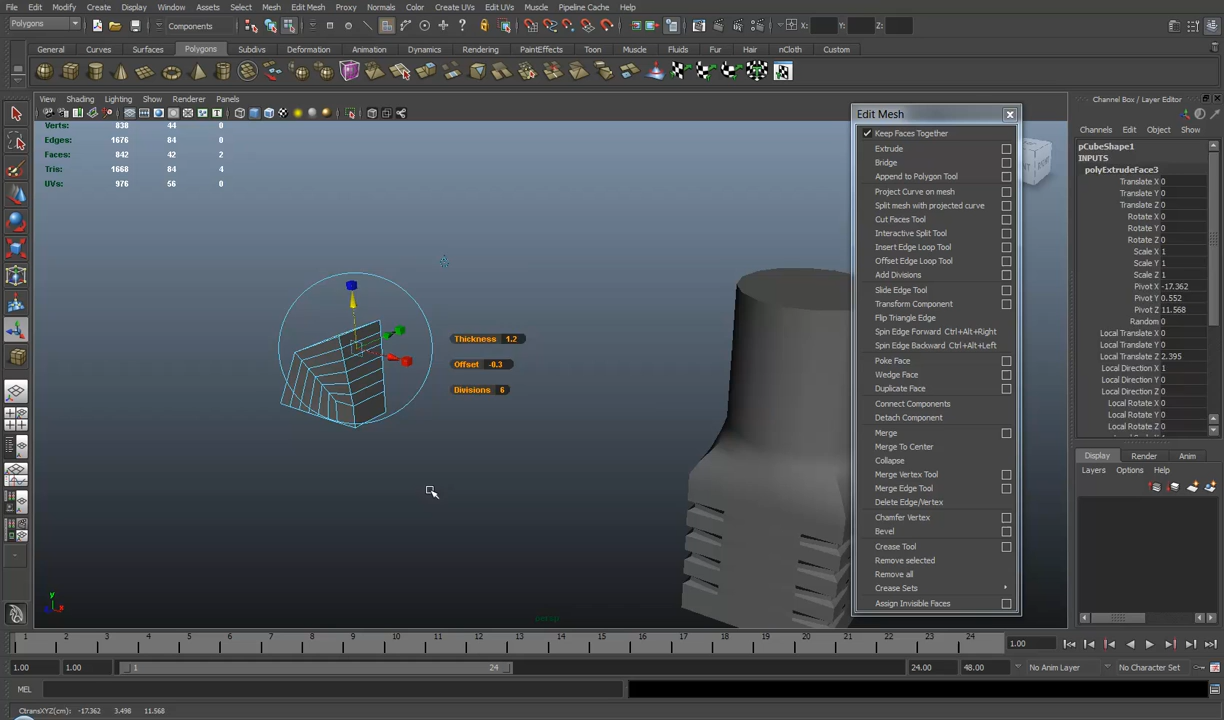 File Edit Modify Create Display Window Assets Select Mesh Edit Mesh Proxy Normals Color Create UVs Edit UVs Muscle Pipeline Cache Help
Polygons Components X: Y: Z:
General Curves Surfaces Polygons Subdivs Deformation Animation Dynamics Rendering PaintEffects Toon Muscle Fluids Fur Hair nCloth Custom
View Shading Lighting Show Renderer Panels
Verts: 838 44 0
Edges: 1676 84 0
Faces: 842 42 2
Tris: 1668 84 4
UVs: 976 56 0
Thickness 1.2
Offset -0.3
Divisions 6
y
x
persp
Edit Mesh
Keep Faces Together
Extrude
Bridge
Append to Polygon Tool
Project Curve on mesh
Split mesh with projected curve
Cut Faces Tool
Interactive Split Tool
Insert Edge Loop Tool
Offset Edge Loop Tool
Add Divisions
Slide Edge Tool
Transform Component
Flip Triangle Edge
Spin Edge Forward Ctrl+Alt+Right
Spin Edge Backward Ctrl+Alt+Left
Poke Face
Wedge Face
Duplicate Face
Connect Components
Detach Component
Merge
Merge To Center
Collapse
Merge Vertex Tool
Merge Edge Tool
Delete Edge/Vertex
Chamfer Vertex
Bevel
Crease Tool
Remove selected
Remove all
Crease Sets
Assign Invisible Faces
Channel Box / Layer Editor
Channels Edit Object Show
pCubeShape1
INPUTS
polyExtrudeFace3
Translate X 0
Translate Y 0
Translate Z 0
Rotate X 0
Rotate Y 0
Rotate Z 0
Scale X 1
Scale Y 1
Scale Z 1
Pivot X -17.362
Pivot Y 0.552
Pivot Z 11.568
Random 0
Local Translate X 0
Local Translate Y 0
Local Translate Z 2.395
Local Direction X 1
Local Direction Y 0
Local Direction Z 0
Local Rotate X 0
Local Rotate Y 0
Local Rotate Z 0
Display Render Anim
Layers Options Help
1 2 3 4 5 6 7 8 9 10 11 12 13 14 15 16 17 18 19 20 21 22 23 24 1.00
1.00 1.00 1 24 24.00 48.00 No Anim Layer No Character Set
MEL
CtransXYZ(cm): -17.362 3.498 11.568